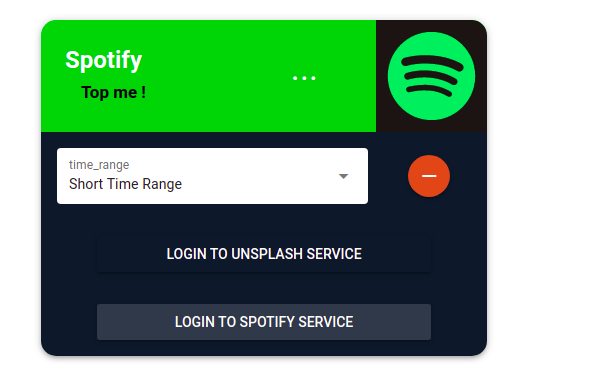 Spotify
Top me !
...
time_range
Short Time Range
LOGIN TO UNSPLASH SERVICE
LOGIN TO SPOTIFY SERVICE